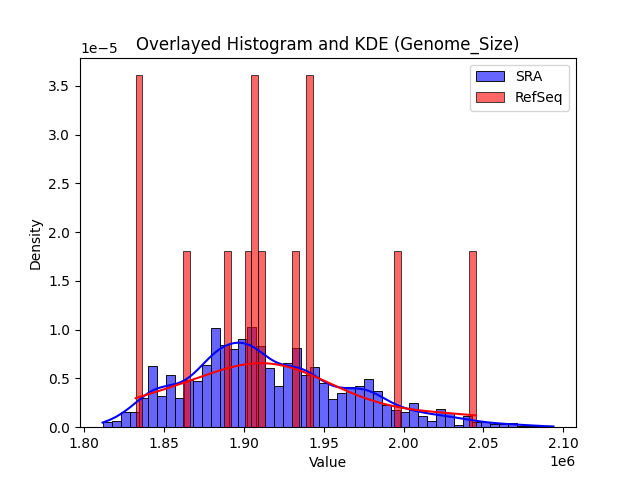 Overlayed Histogram and KDE (Genome_Size)
1e−5
SRA
RefSeq
3.5
3.0
2.5
2.0
1.5
1.0
0.5
0.0
Density
1.80
1.85
1.90
1.95
2.00
2.05
2.10
Value
1e6